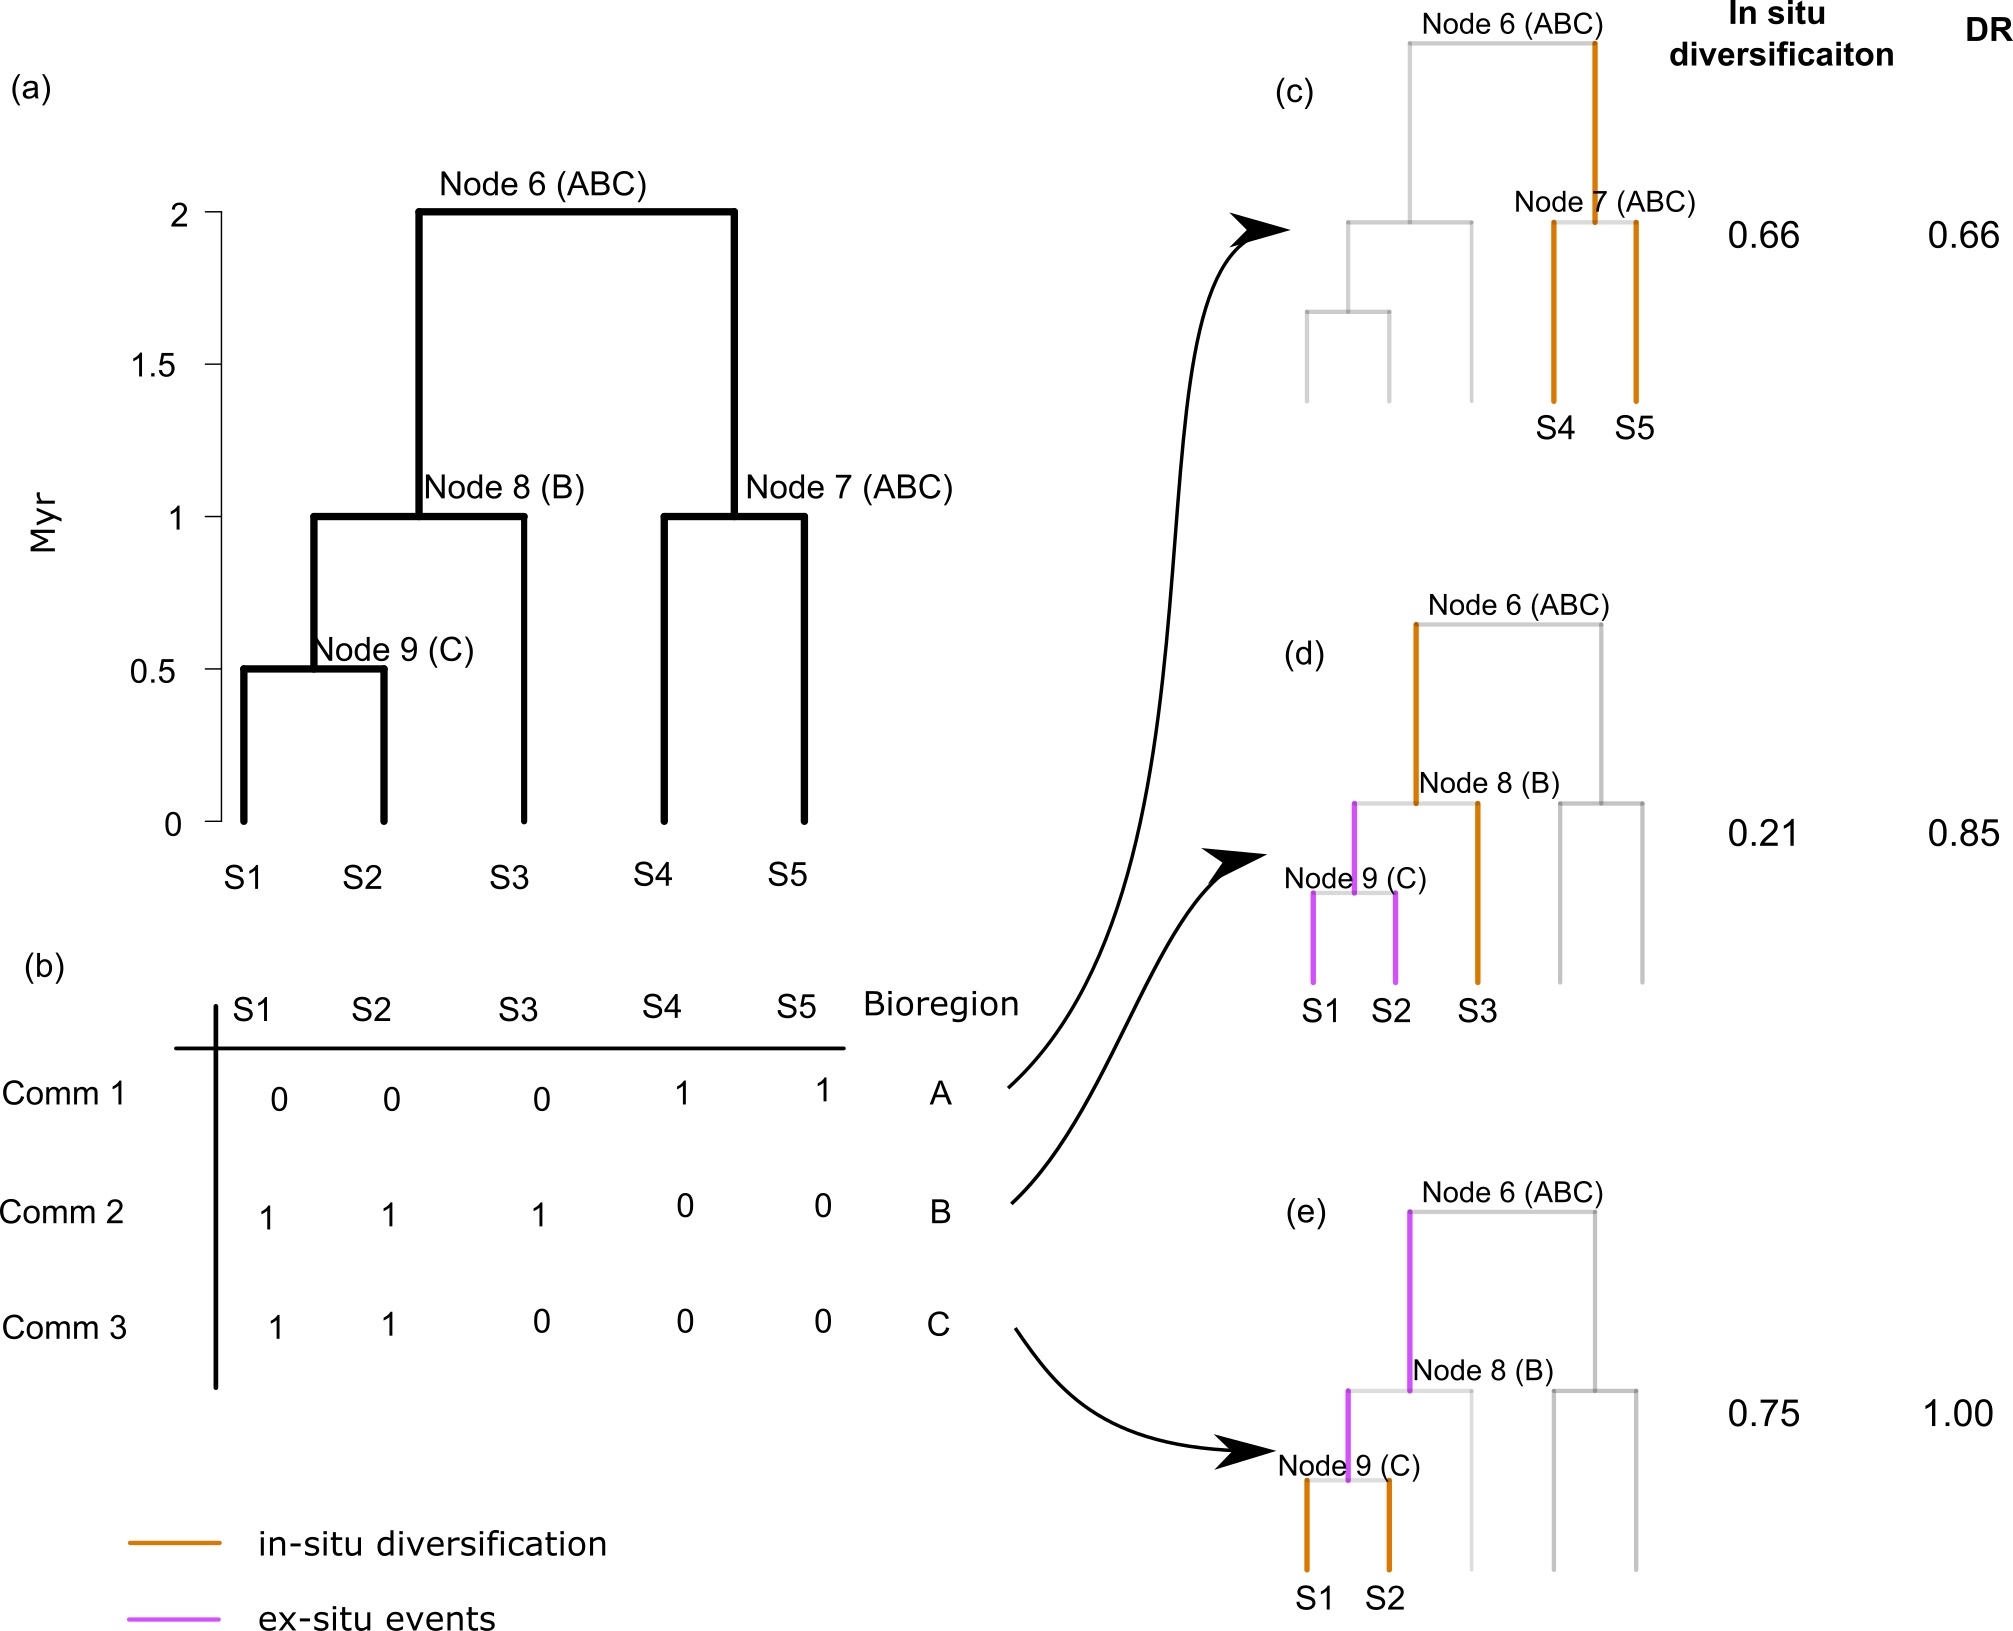 (a)
Node 6 (ABC)
2
1.5
Node 8 (B)
Node 7 (ABC)
1
Myr
Node 9 (C)
0.5
0
S1 S2 S3 S4 S5
(b)
S1 S2 S3 S4 S5 Bioregion
Comm 1 0 0 0 1 1 A
Comm 2 1 1 1 0 0 B
Comm 3 1 1 0 0 0 C
in-situ diversification
ex-situ events
In situ
diversificaiton
DR
(c)
Node 6 (ABC)
Node 7 (ABC)
0.66 0.66
S4 S5
(d)
Node 6 (ABC)
Node 8 (B)
0.21 0.85
Node 9 (C)
S1 S2 S3
(e)
Node 6 (ABC)
Node 8 (B)
0.75 1.00
Node 9 (C)
S1 S2